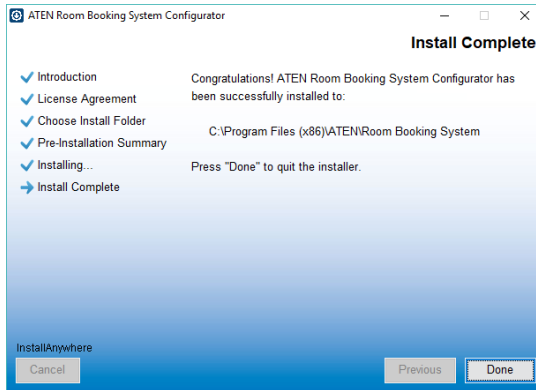 ATEN Room Booking System Configurator
Install Complete
Introduction
License Agreement
Choose Install Folder
Pre-Installation Summary
Installing...
Install Complete
Congratulations! ATEN Room Booking System Configurator has
been successfully installed to:
C:\Program Files (x86)\ATEN\Room Booking System
Press "Done" to quit the installer.
InstallAnywhere
Cancel
Previous
Done